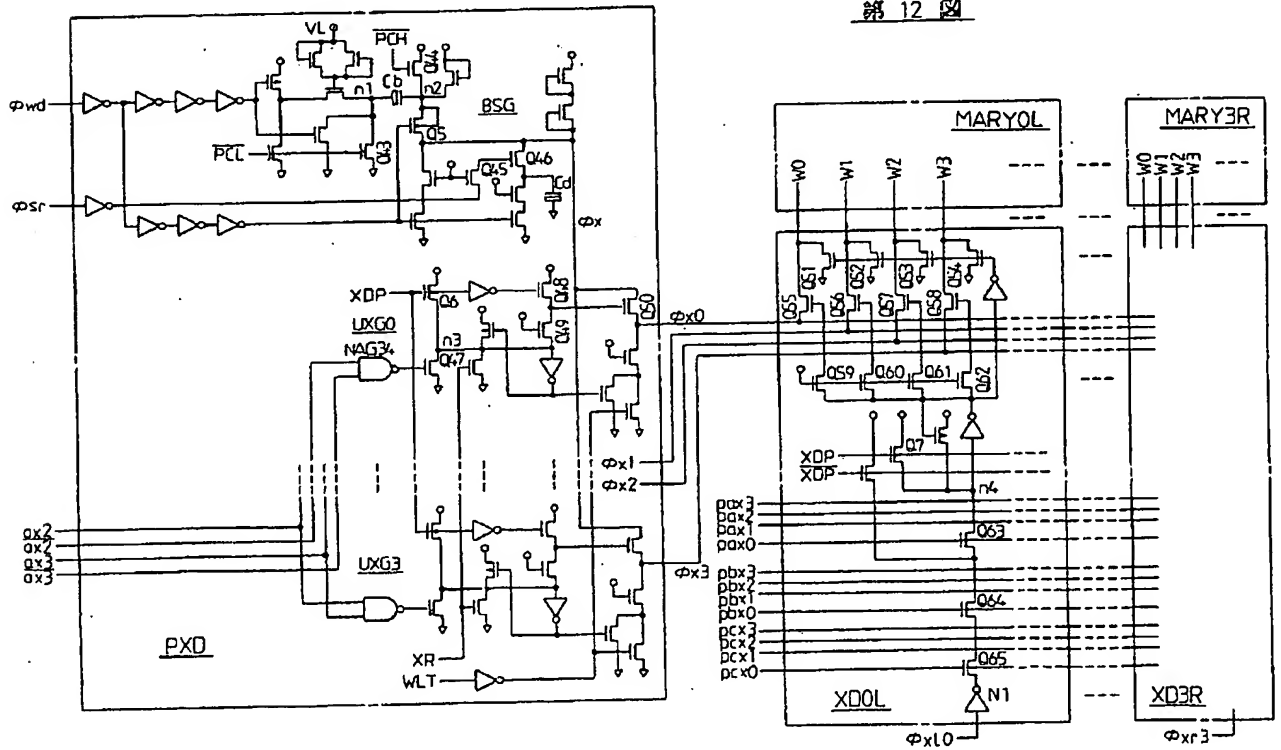 第 12 図
VL
PCH
Q44
φwd
n1
Cb
n2
BSG
Q5
PCL
Q43
Q45
Q46
Cd
φsr
φx
XDP
Q6
Q48
Q50
UXG0
NAG34
n3
Q49
Q47
φx0
φx1
φx2
ax2
ax2
ax3
ax3
UXG3
φx3
PXD
XR
WLT
MARY0L
MARY3R
W0
W1
W2
W3
W0
W1
W2
W3
Q51
Q52
Q53
Q54
Q55
Q56
Q57
Q58
Q59
Q60
Q61
Q62
Q7
XDP
XDP
n4
pax3
pax2
pax1
pax0
Q63
pbx3
pbx2
pbx1
pbx0
Q64
pcx3
pcx2
pcx1
pcx0
Q65
N1
XD0L
XD3R
φxl0
φxr3